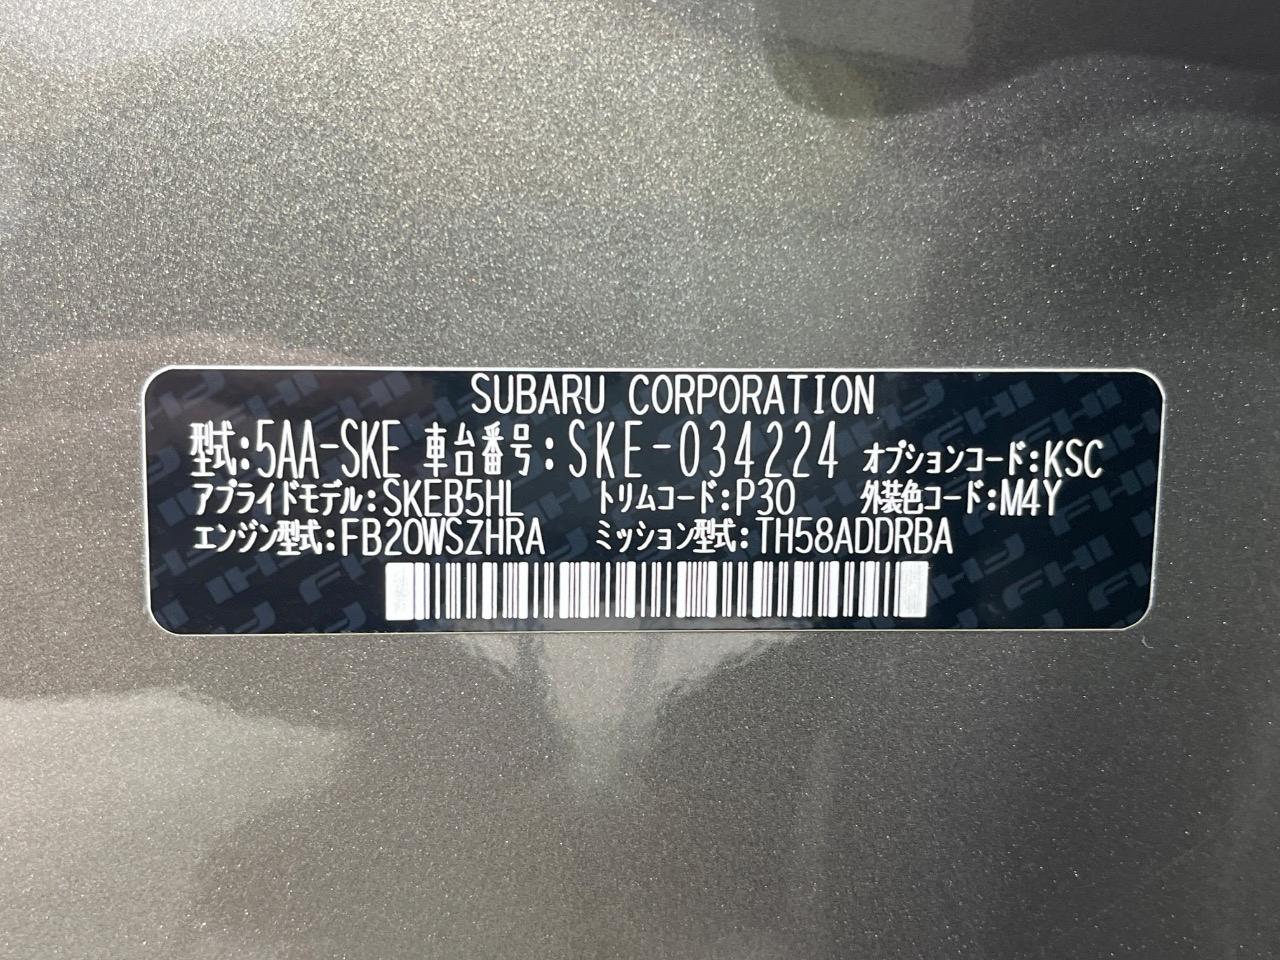 SUBARU CORPORATION
型式:5AA-SKE 車台番号:SKE-034224 オプションコード:KSC
アプライドモデル:SKEB5HL トリムコード:P30 外装色コード:M4Y
エンジン型式:FB20WSZHRA ミッション型式:TH58ADDRBA